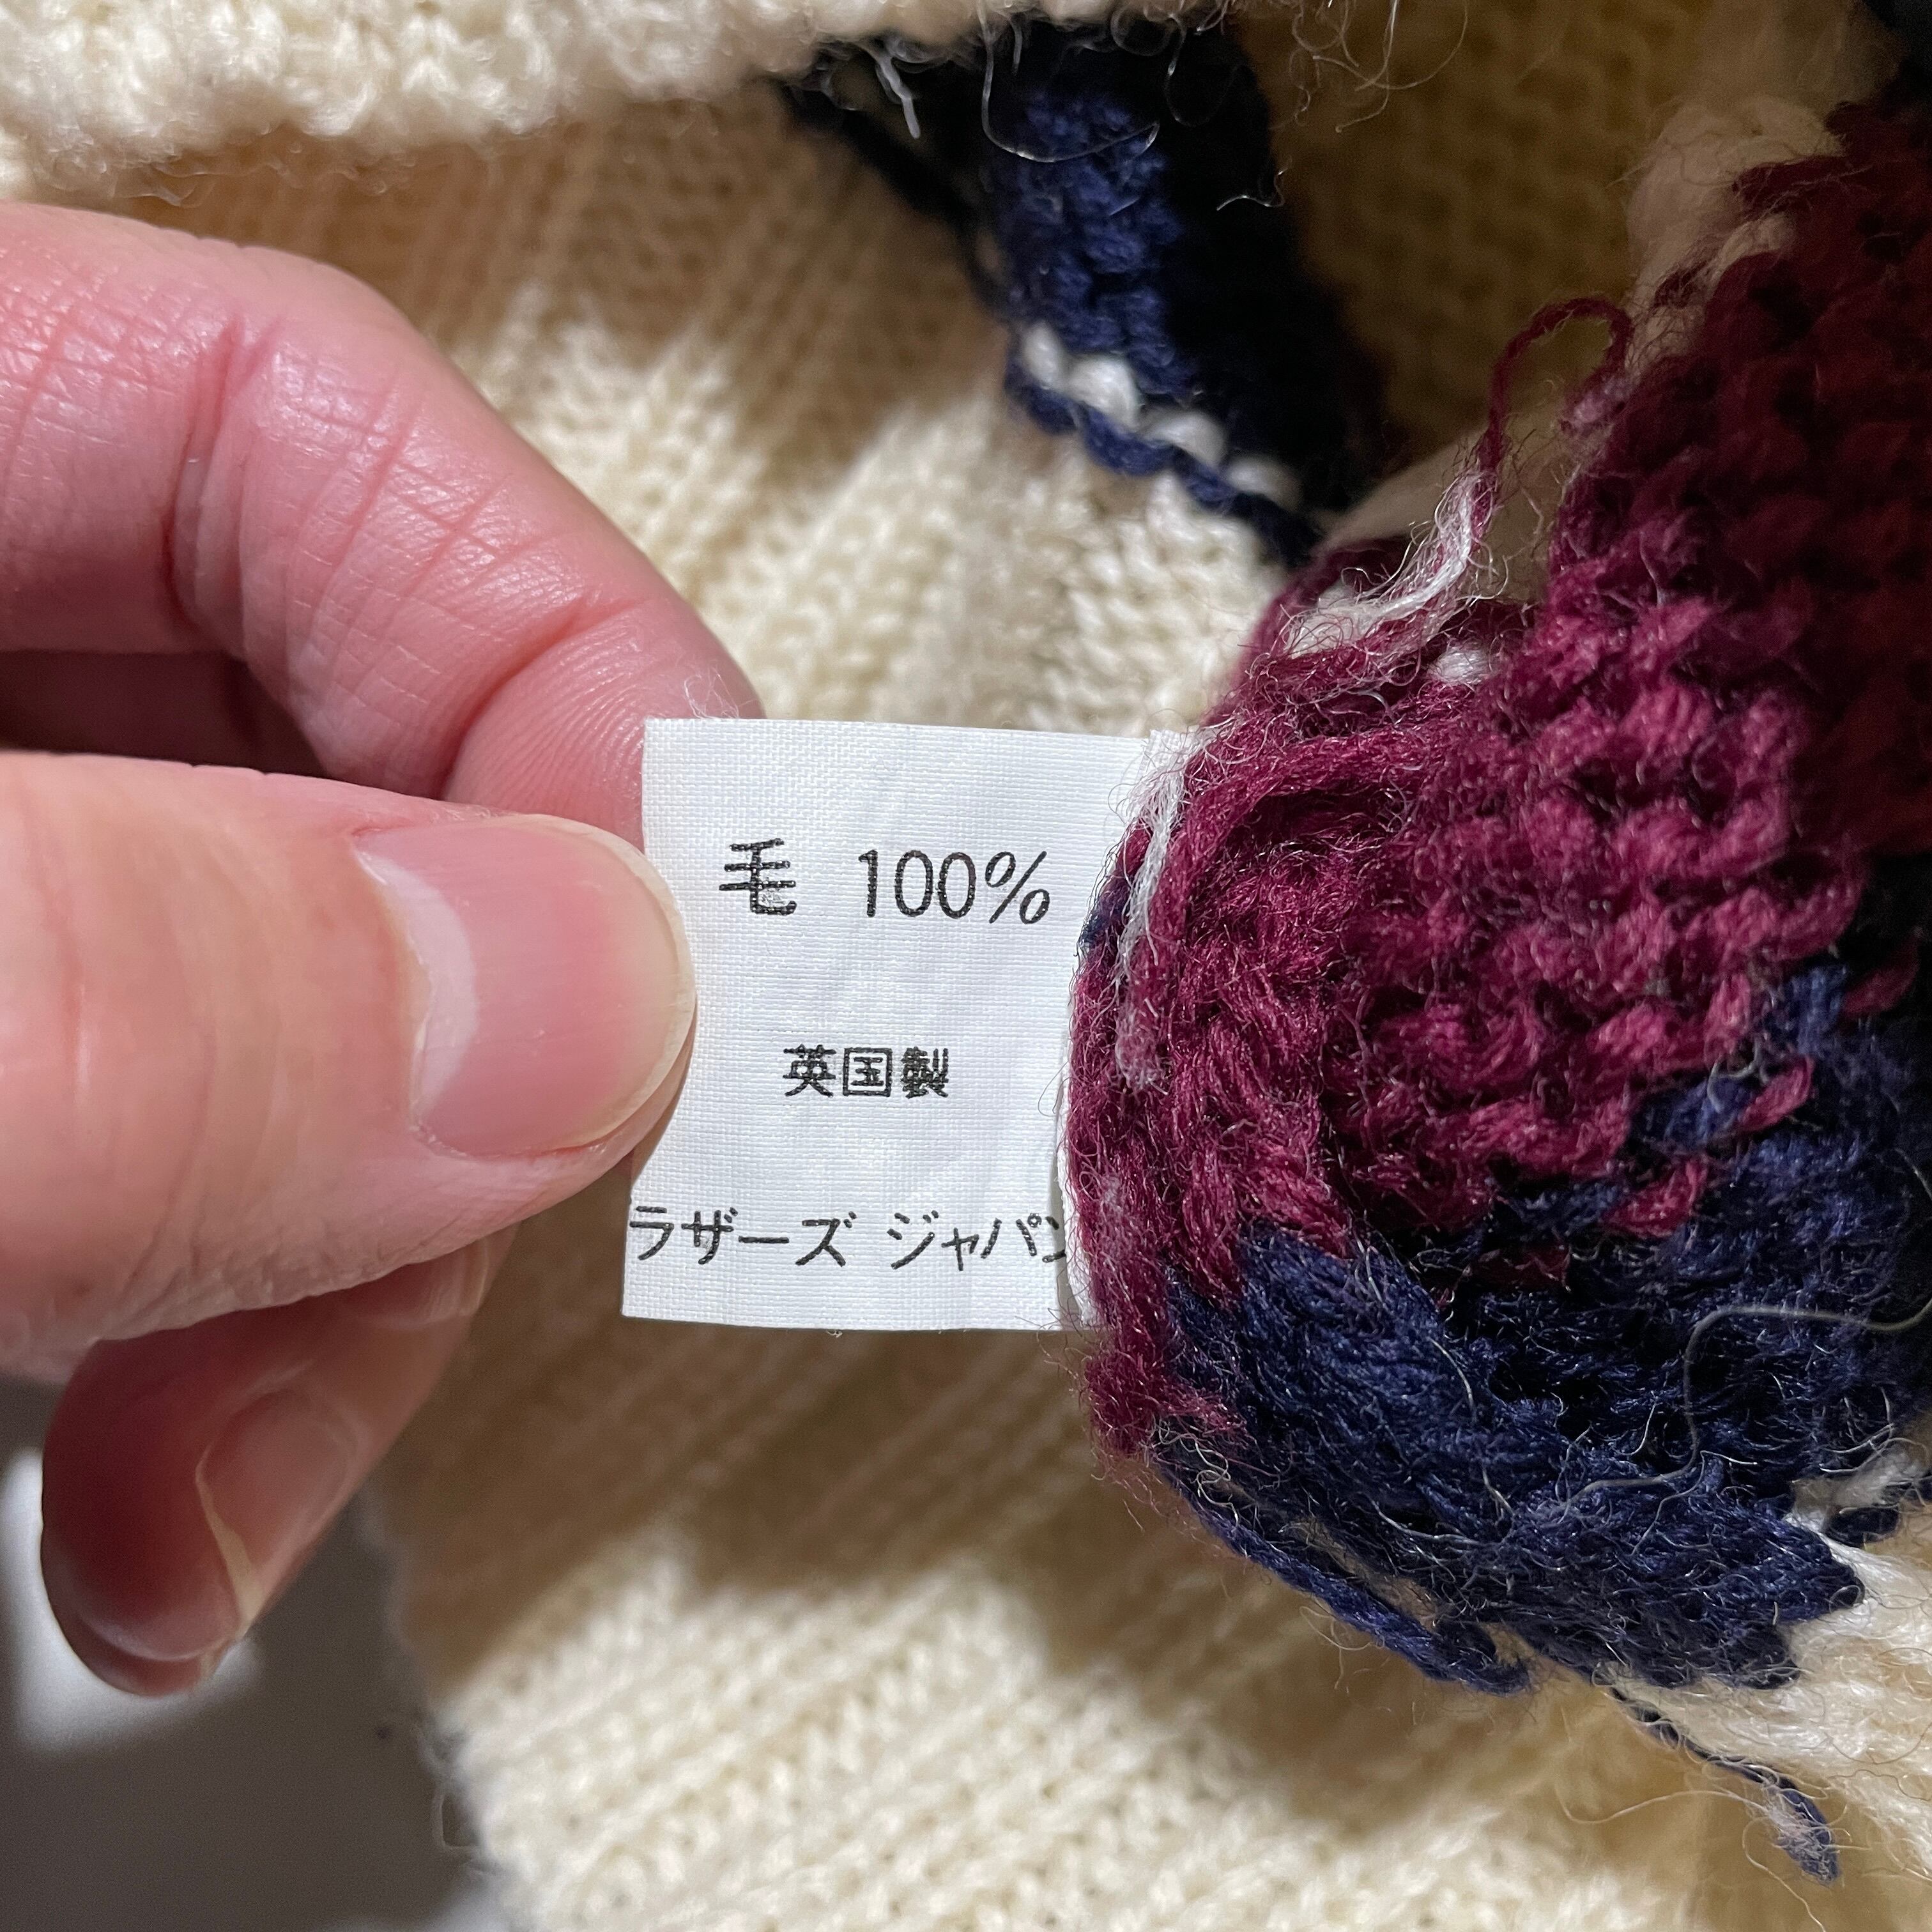 毛 100%
英国製
ラザーズ ジャパン